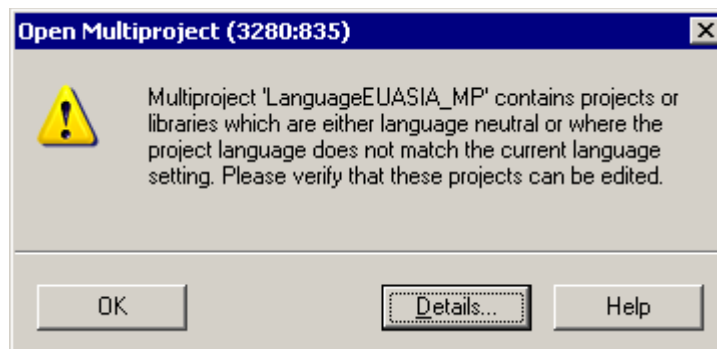 Open Multiproject (3280:835)
Multiproject 'LanguageEUASIA_MP' contains projects or
libraries which are either language neutral or where the
project language does not match the current language
setting. Please verify that these projects can be edited.
OK
Details...
Help